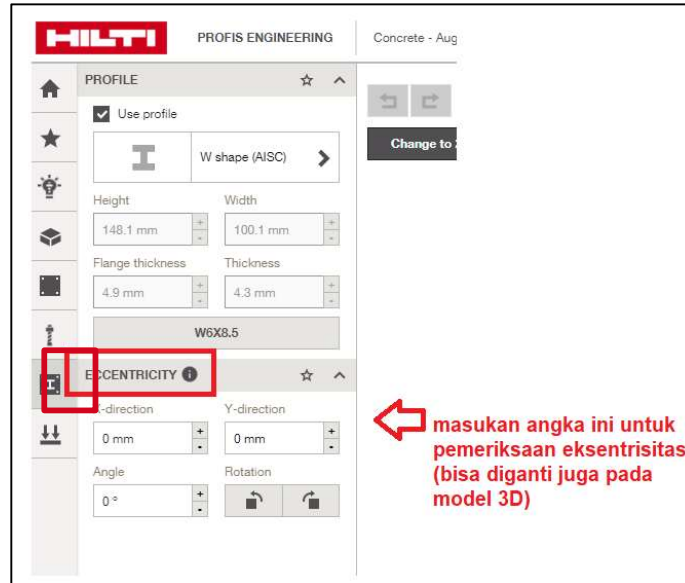 HILTI
PROFIS ENGINEERING
Concrete - Aug
PROFILE
Use profile
W shape (AISC)
Change to
Height
Width
148.1 mm
100.1 mm
Flange thickness
Thickness
4.9 mm
4.3 mm
W6X8.5
ECCENTRICITY
X-direction
Y-direction
0 mm
0 mm
Angle
Rotation
0 °
masukan angka ini untuk
pemeriksaan eksentrisitas
(bisa diganti juga pada
model 3D)